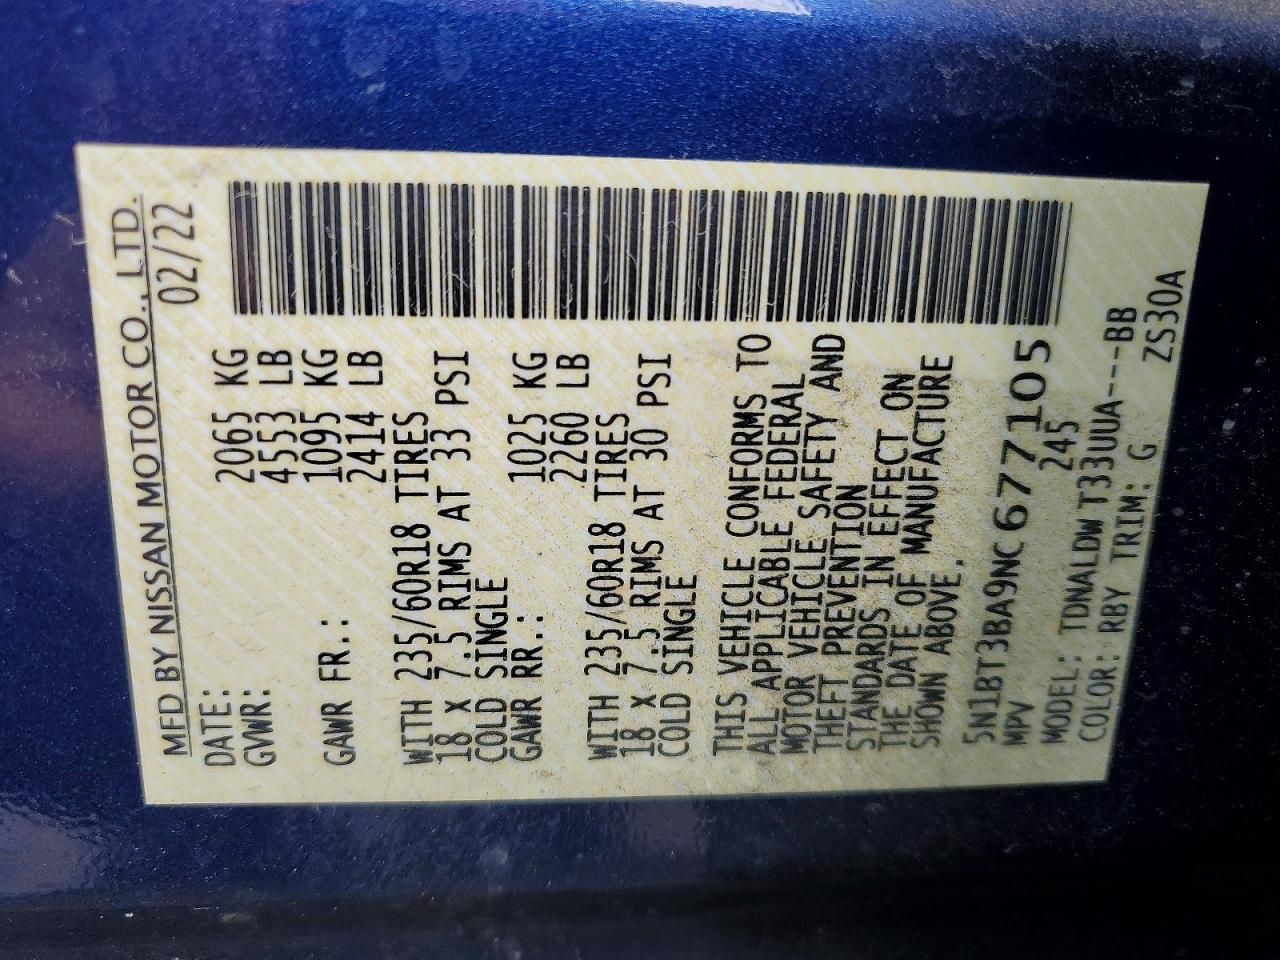 MFD BY NISSAN MOTOR CO., LTD.
DATE: 02/22
GVWR: 2065 KG
4553 LB
GAWR FR.: 1095 KG
2414 LB
WITH 235/60R18 TIRES
18 x 7.5 RIMS AT 33 PSI
COLD SINGLE
GAWR RR.: 1025 KG
2260 LB
WITH 235/60R18 TIRES
18 x 7.5 RIMS AT 30 PSI
COLD SINGLE
THIS VEHICLE CONFORMS TO
ALL APPLICABLE FEDERAL
MOTOR VEHICLE SAFETY AND
THEFT PREVENTION
STANDARDS IN EFFECT ON
THE DATE OF MANUFACTURE
SHOWN ABOVE.
5N1BT3BA9NC677105
MPV 245
MODEL: TDNALDW T33UUA---BB
COLOR: RBY TRIM: G ZS30A